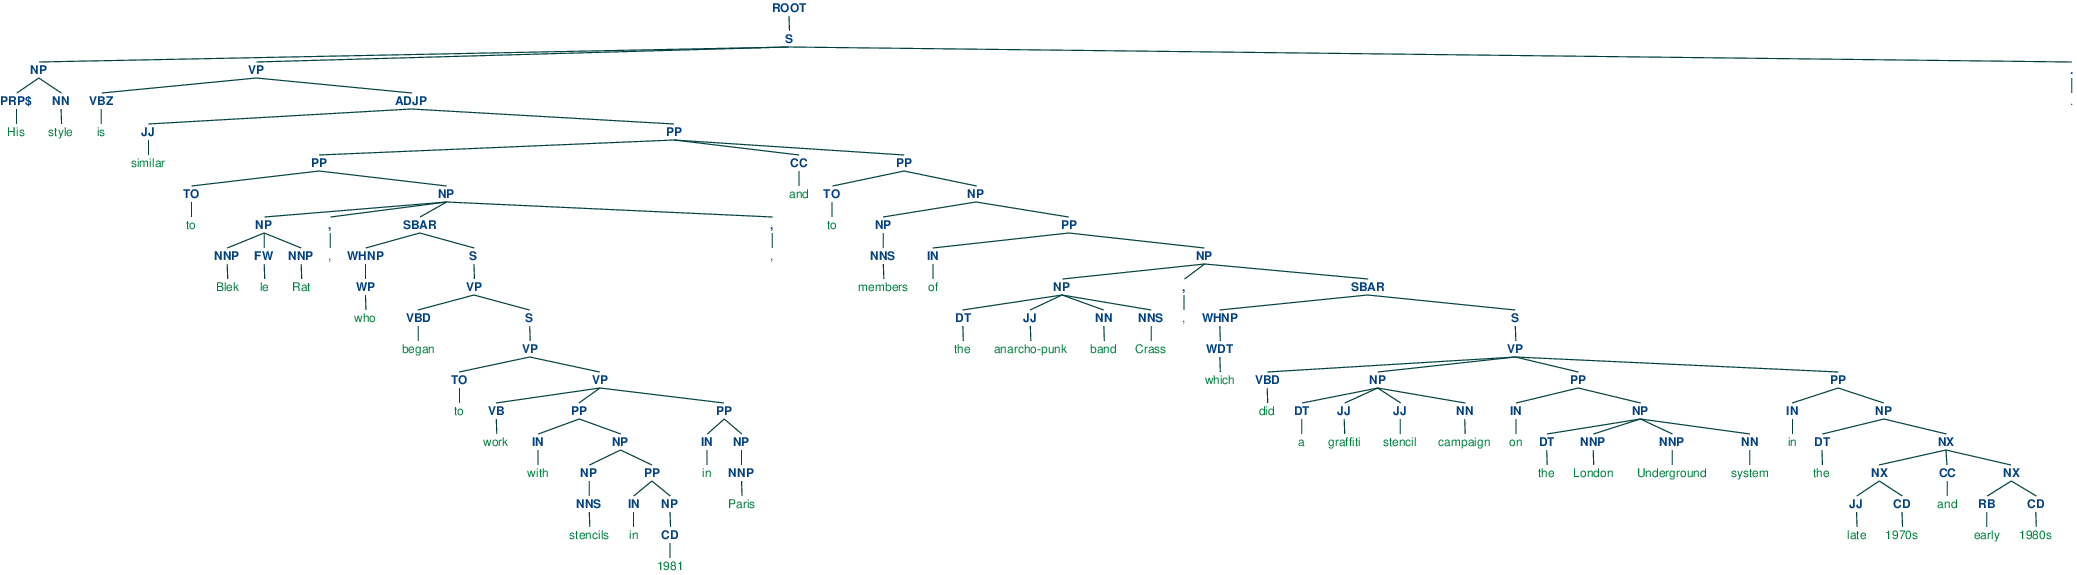 ROOT
S
NP VP .
PRP$ NN VBZ ADJP .
His style is JJ PP
similar PP CC PP
TO NP and TO NP
to NP , SBAR , to NP PP
NNP FW NNP , WHNP S , NNS IN NP
Blek le Rat WP VP members of NP , SBAR
who VBD S DT JJ NN NNS , WHNP S
began VP the anarcho-punk band Crass WDT VP
TO VP which VBD NP PP PP
to VB PP PP did DT JJ JJ NN IN NP IN NP
work IN NP IN NP a graffiti stencil campaign on DT NNP NNP NN in DT NX
with NP PP in NNP the London Underground system the NX CC NX
NNS IN NP Paris JJ CD and RB CD
stencils in CD late 1970s early 1980s
1981